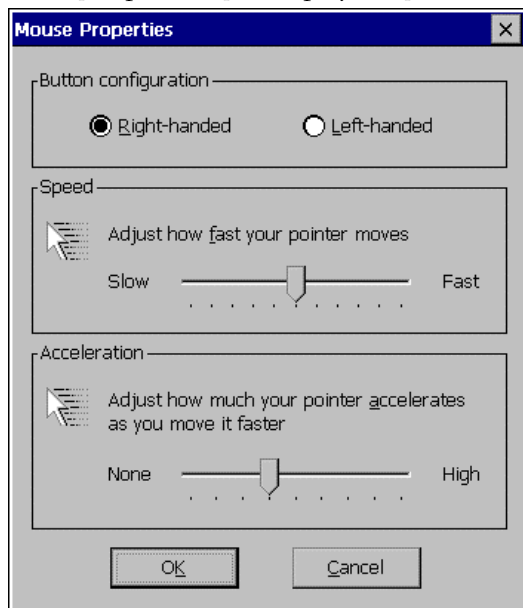 Mouse Properties
Button configuration
Right-handed
Left-handed
Speed
Adjust how fast your pointer moves
Slow
Fast
Acceleration
Adjust how much your pointer accelerates
as you move it faster
None
High
OK
Cancel